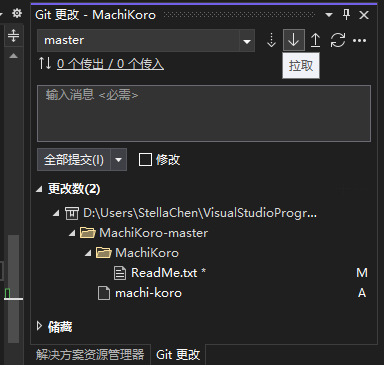 Git 更改 - MachiKoro
master
0 个传出 / 0 个传入
拉取
输入消息 <必需>
全部提交(I)
修改
更改数(2)
D:\Users\StellaChen\VisualStudioProgr...
MachiKoro-master
MachiKoro
ReadMe.txt * M
machi-koro A
储藏
解决方案资源管理器 Git 更改